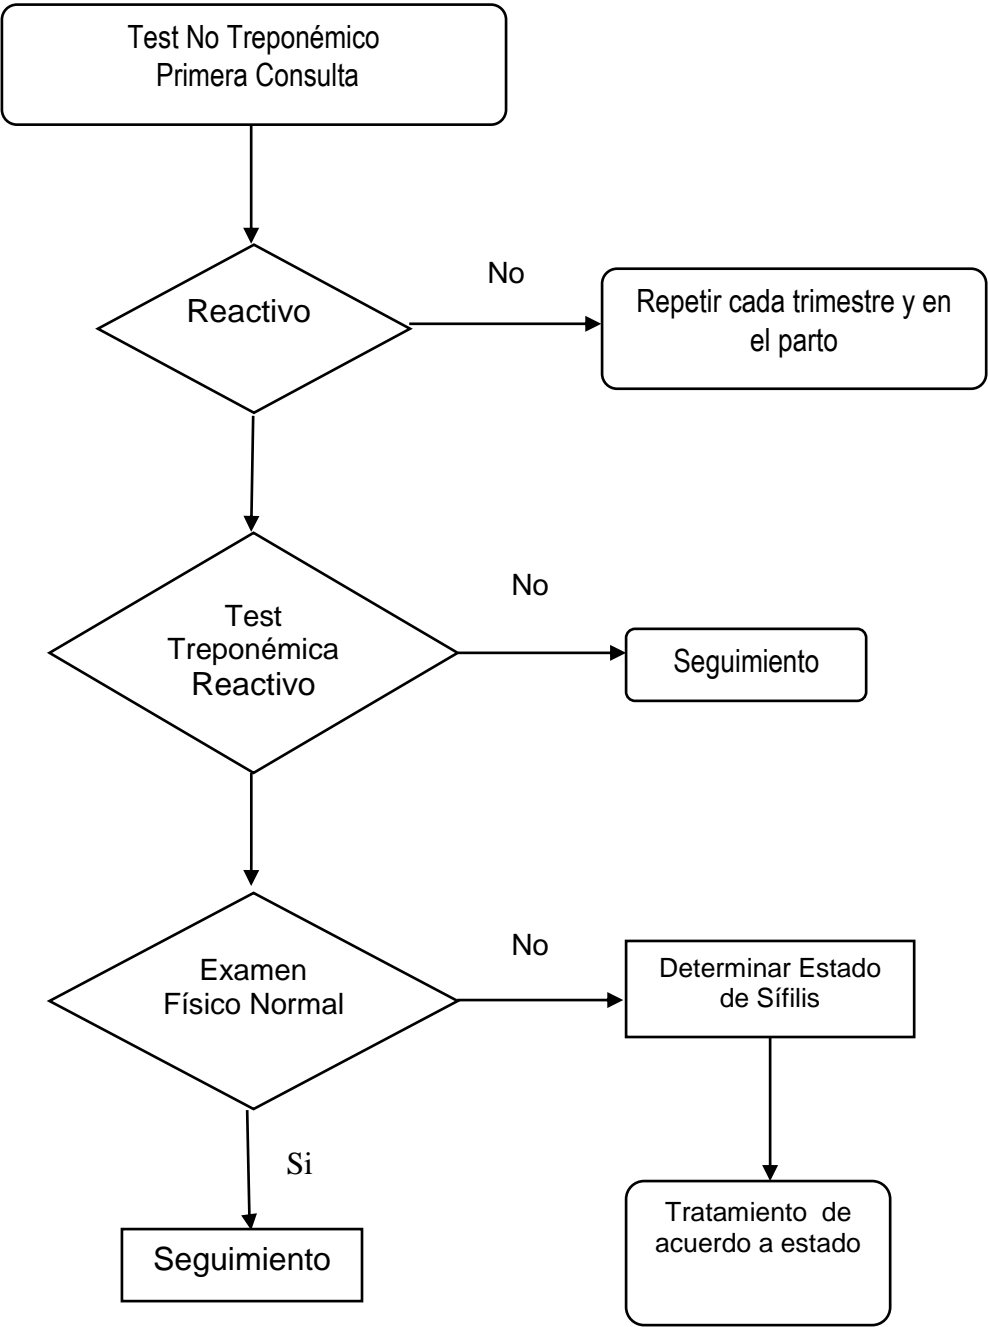 Test No Treponémico
Primera Consulta
Reactivo
No
Repetir cada trimestre y en
el parto
Test
Treponémica
Reactivo
No
Seguimiento
Examen
Físico Normal
No
Determinar Estado
de Sífilis
Si
Seguimiento
Tratamiento de
acuerdo a estado